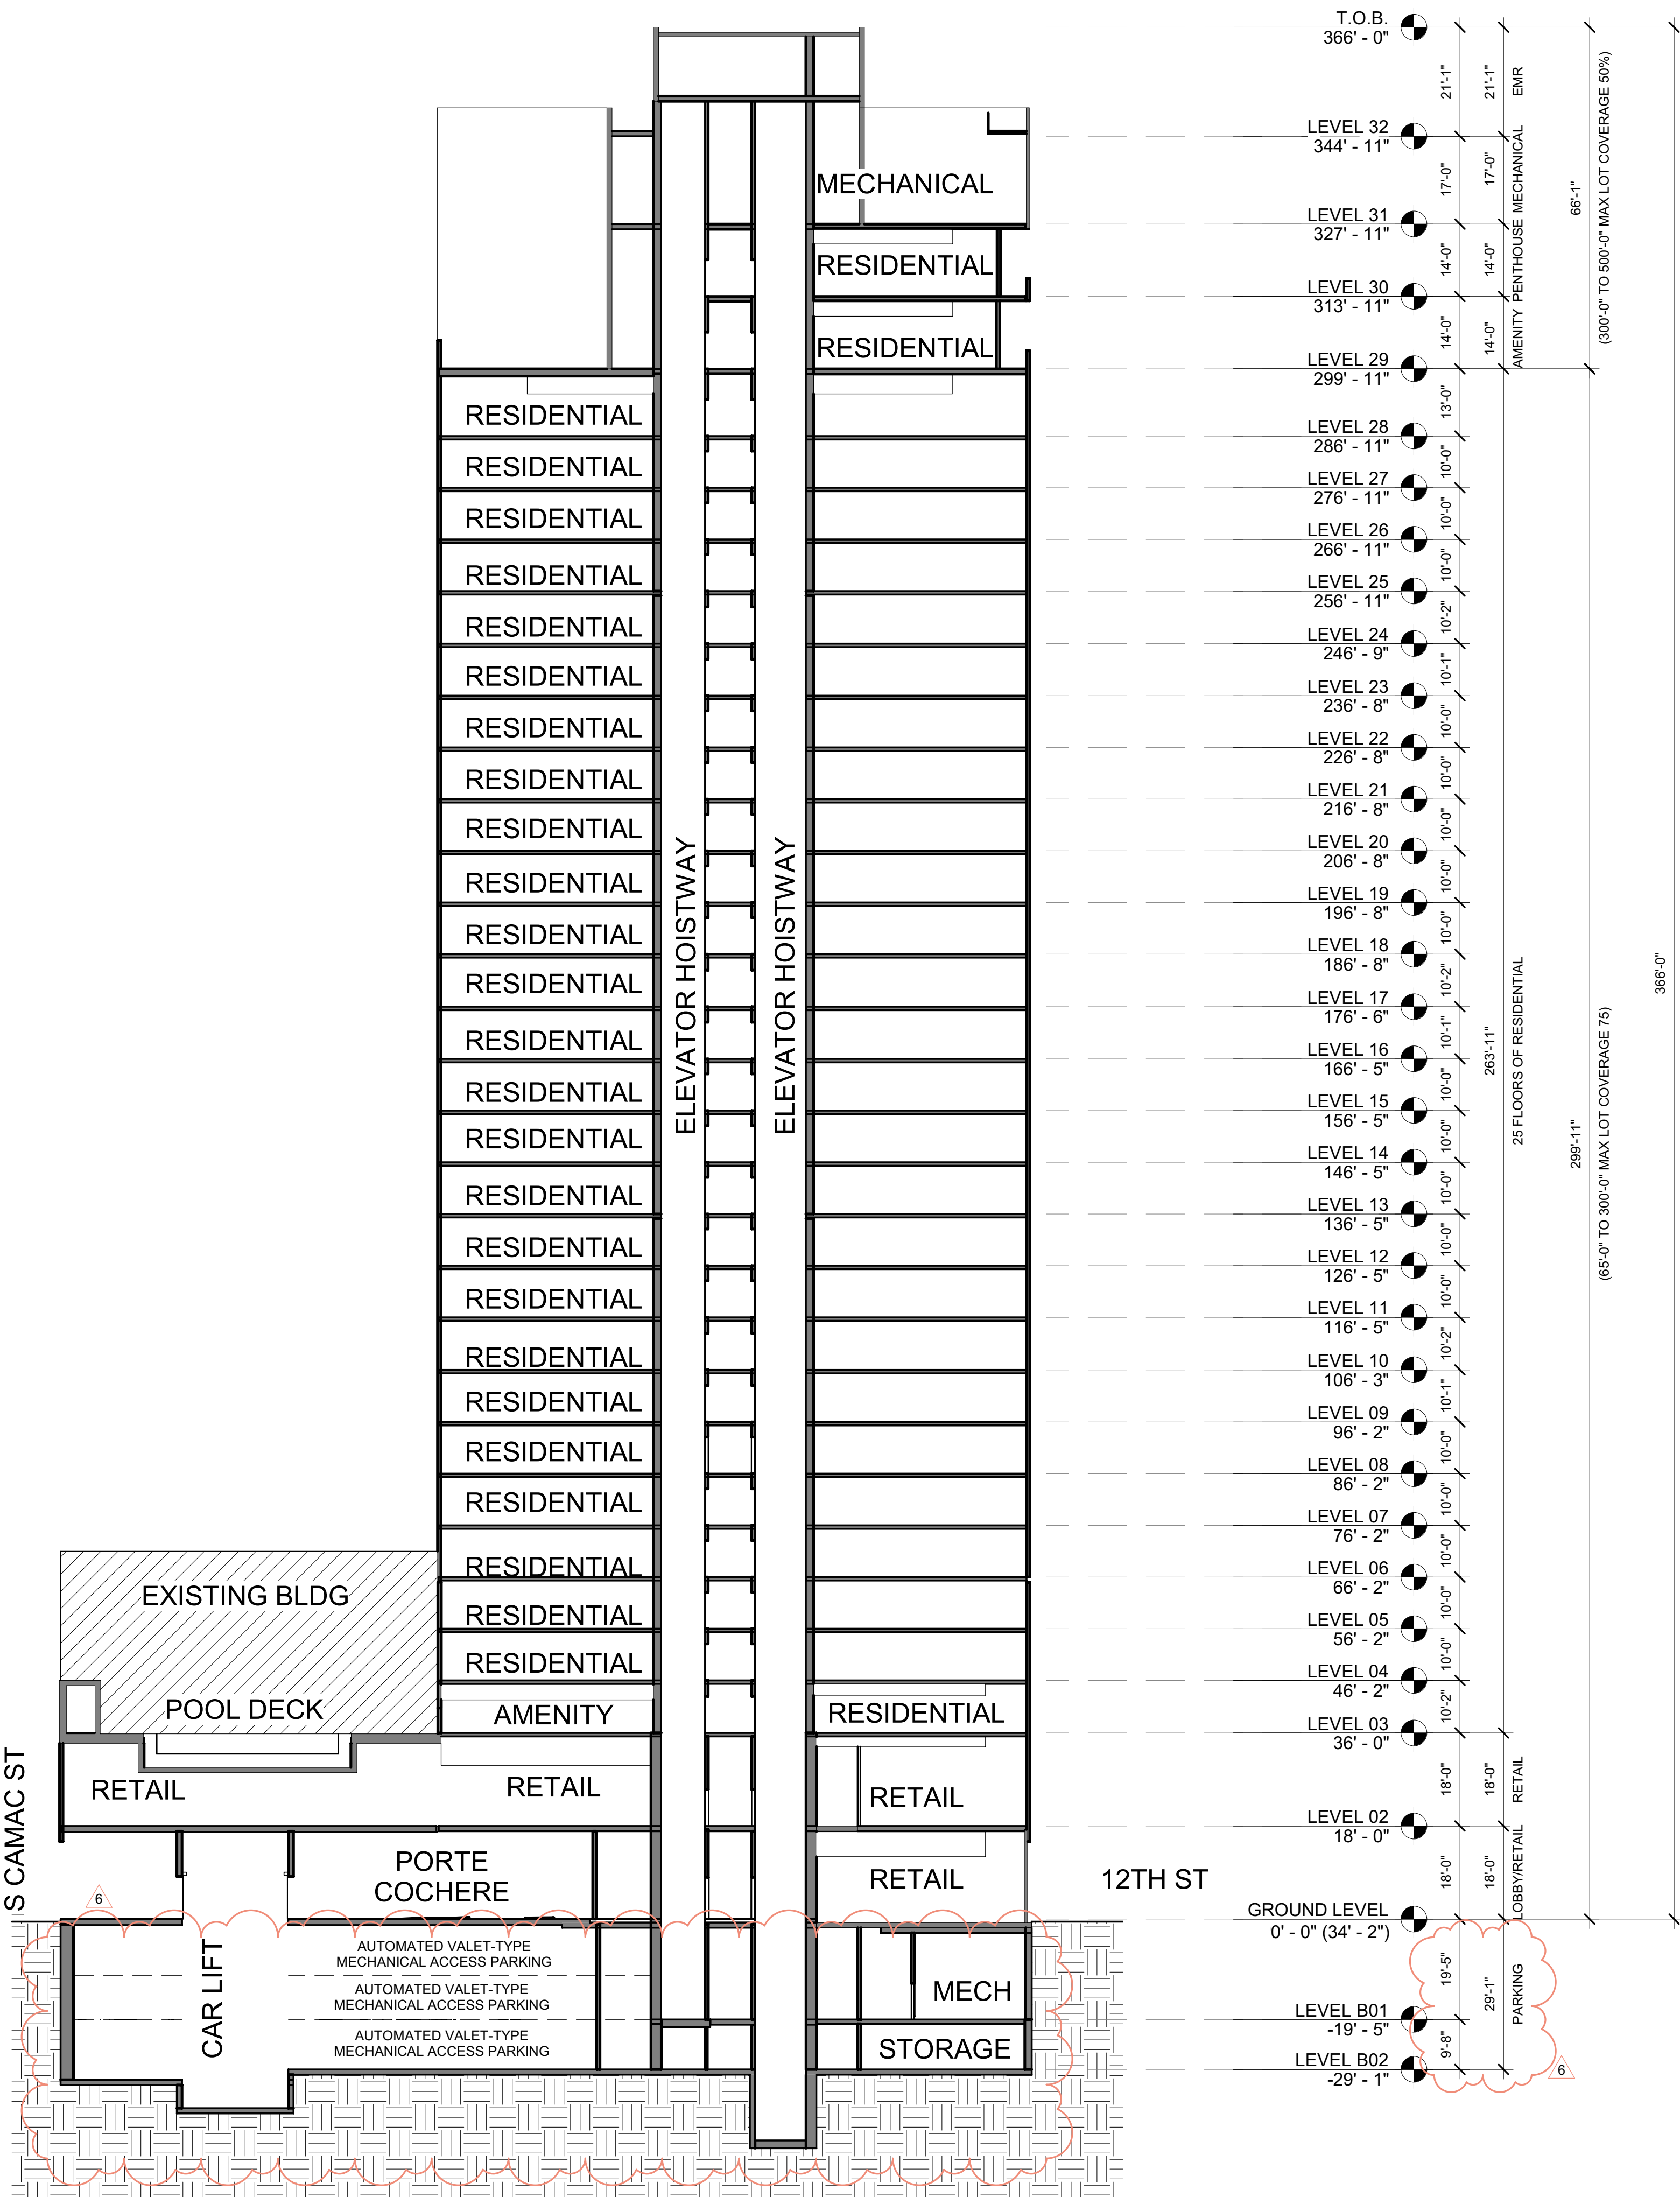 T.O.B.
366' - 0"
21'-1"
21'-1"
EMR
LEVEL 32
344' - 11"
17'-0"
17'-0"
MECHANICAL
MECHANICAL
LEVEL 31
327' - 11"
14'-0"
14'-0"
PENTHOUSE
RESIDENTIAL
LEVEL 30
313' - 11"
14'-0"
14'-0"
AMENITY
RESIDENTIAL
66'-1"
(300'-0" TO 500'-0" MAX LOT COVERAGE 50%)
LEVEL 29
299' - 11"
13'-0"
RESIDENTIAL
LEVEL 28
286' - 11"
10'-0"
RESIDENTIAL
LEVEL 27
276' - 11"
10'-0"
RESIDENTIAL
LEVEL 26
266' - 11"
10'-0"
RESIDENTIAL
LEVEL 25
256' - 11"
10'-2"
RESIDENTIAL
LEVEL 24
246' - 9"
10'-1"
RESIDENTIAL
LEVEL 23
236' - 8"
10'-0"
RESIDENTIAL
LEVEL 22
226' - 8"
10'-0"
RESIDENTIAL
LEVEL 21
216' - 8"
10'-0"
RESIDENTIAL
LEVEL 20
206' - 8"
10'-0"
RESIDENTIAL
LEVEL 19
196' - 8"
10'-0"
RESIDENTIAL
LEVEL 18
186' - 8"
10'-2"
RESIDENTIAL
LEVEL 17
176' - 6"
10'-1"
RESIDENTIAL
LEVEL 16
166' - 5"
10'-0"
RESIDENTIAL
LEVEL 15
156' - 5"
10'-0"
RESIDENTIAL
LEVEL 14
146' - 5"
10'-0"
RESIDENTIAL
LEVEL 13
136' - 5"
10'-0"
RESIDENTIAL
LEVEL 12
126' - 5"
10'-0"
RESIDENTIAL
LEVEL 11
116' - 5"
10'-2"
RESIDENTIAL
LEVEL 10
106' - 3"
10'-1"
RESIDENTIAL
LEVEL 09
96' - 2"
10'-0"
RESIDENTIAL
LEVEL 08
86' - 2"
10'-0"
RESIDENTIAL
LEVEL 07
76' - 2"
10'-0"
RESIDENTIAL
LEVEL 06
66' - 2"
10'-0"
RESIDENTIAL
LEVEL 05
56' - 2"
10'-0"
RESIDENTIAL
LEVEL 04
46' - 2"
10'-2"
ELEVATOR HOISTWAY
ELEVATOR HOISTWAY
263'-11"
25 FLOORS OF RESIDENTIAL
299'-11"
(65'-0" TO 300'-0" MAX LOT COVERAGE 75)
366'-0"
EXISTING BLDG
POOL DECK
AMENITY
RESIDENTIAL
LEVEL 03
36' - 0"
18'-0"
18'-0"
RETAIL
RETAIL
RETAIL
RETAIL
LEVEL 02
18' - 0"
18'-0"
18'-0"
LOBBY/RETAIL
S CAMAC ST
PORTE
COCHERE
RETAIL
12TH ST
6
GROUND LEVEL
0' - 0" (34' - 2")
19'-5"
29'-1"
PARKING
CAR LIFT
AUTOMATED VALET-TYPE
MECHANICAL ACCESS PARKING
AUTOMATED VALET-TYPE
MECHANICAL ACCESS PARKING
AUTOMATED VALET-TYPE
MECHANICAL ACCESS PARKING
MECH
STORAGE
LEVEL B01
-19' - 5"
9'-8"
LEVEL B02
-29' - 1"
6